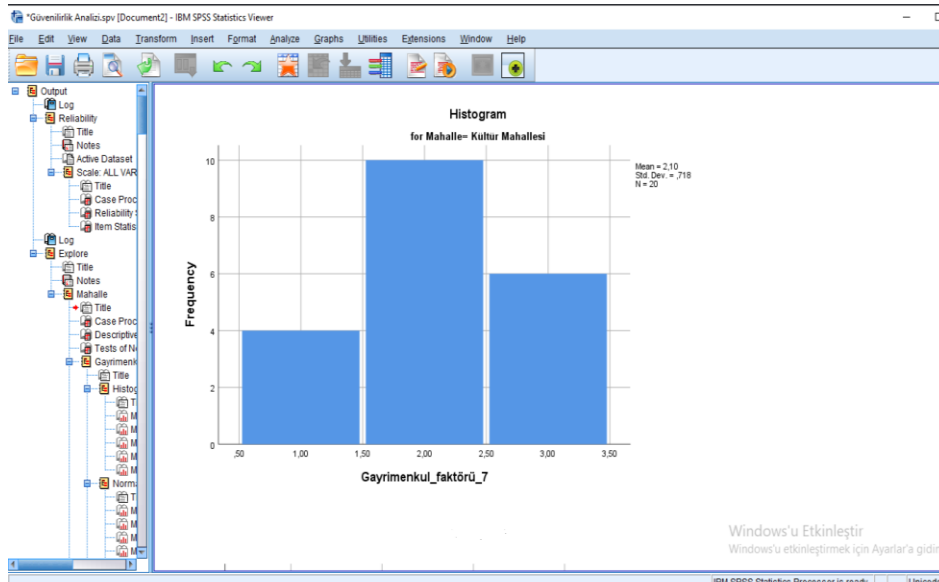 *Güvenilirlik Analizi.spv [Document2] - IBM SPSS Statistics Viewer
File Edit View Data Transform Insert Format Analyze Graphs Utilities Extensions Window Help
Output
Log
Reliability
Title
Notes
Active Dataset
Scale: ALL VAR
Title
Case Proc
Reliability
Item Statis
Log
Explore
Title
Notes
Mahalle
Title
Case Proc
Descriptive
Tests of N
Gayrimenk
Title
Histog
T
M
M
M
M
M
Norma
T
M
M
M
M
Histogram
for Mahalle= Kültür Mahallesi
Mean = 2,10
Std. Dev. = ,718
N = 20
Frequency
10
8
6
4
2
0
,50 1,00 1,50 2,00 2,50 3,00 3,50
Gayrimenkul_faktörü_7
Windows'u Etkinleştir
Windows'u etkinleştirmek için Ayarlar'a gidin
IBM SPSS Statistics Processor is ready